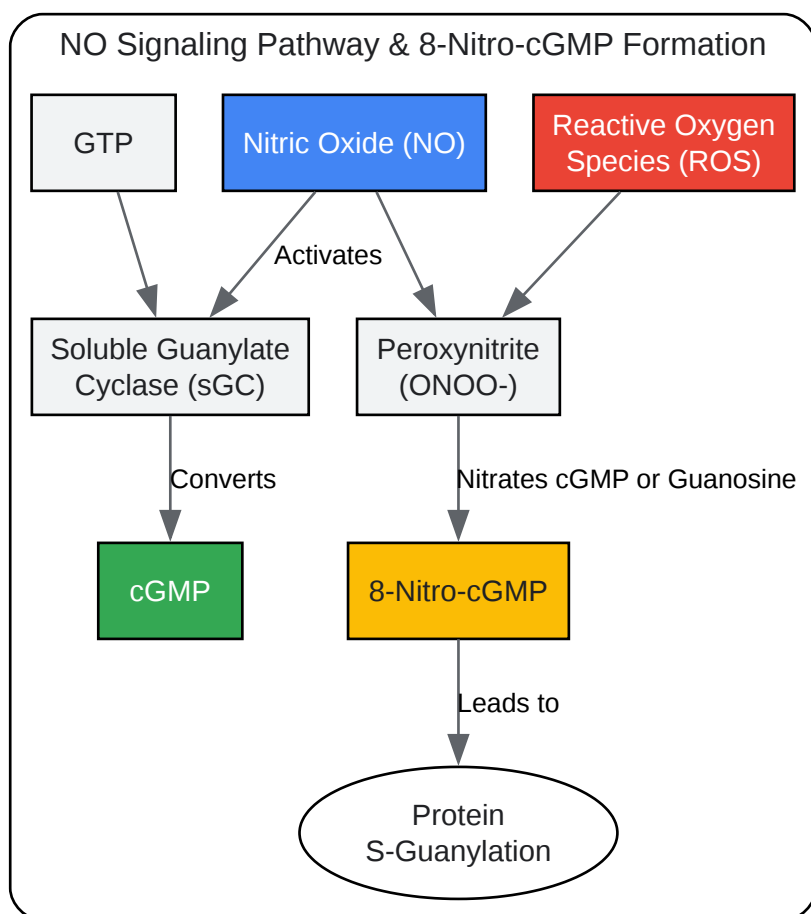 NO Signaling Pathway & 8-Nitro-cGMP Formation
GTP
Nitric Oxide (NO)
Reactive Oxygen
Species (ROS)
Activates
Soluble Guanylate
Cyclase (sGC)
Peroxynitrite
(ONOO-)
Converts
Nitrates cGMP or Guanosine
cGMP
8-Nitro-cGMP
Leads to
Protein
S-Guanylation